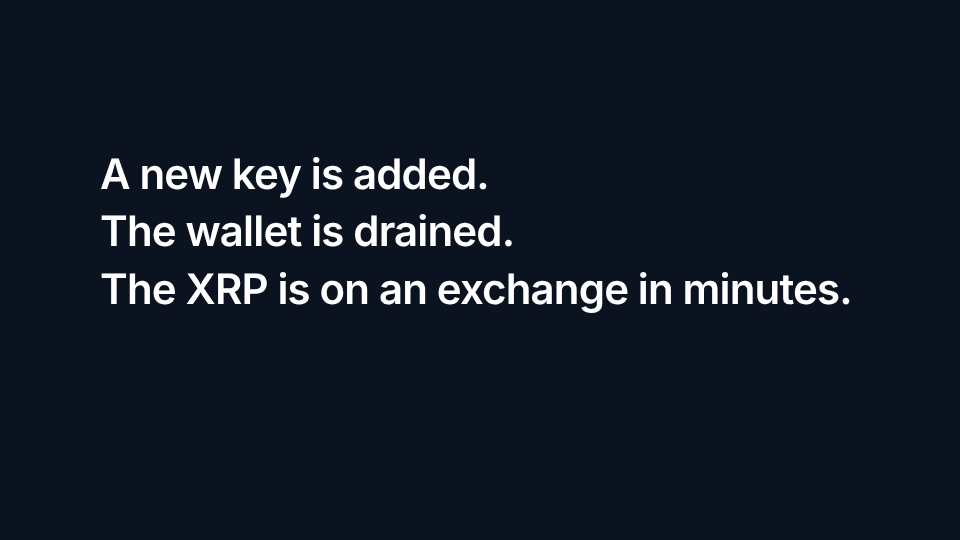 A new key is added.
The wallet is drained.
The XRP is on an exchange in minutes.